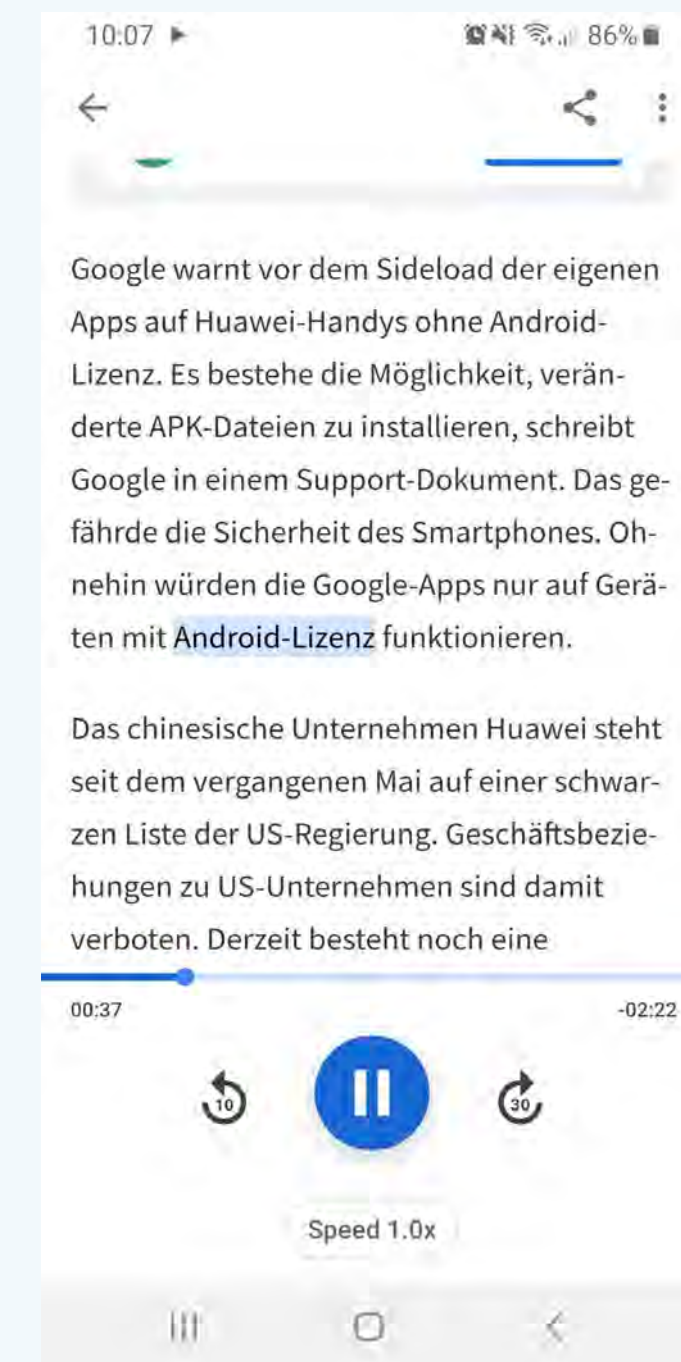 10:07
86%
Google warnt vor dem Sideload der eigenen
Apps auf Huawei-Handys ohne Android-
Lizenz. Es bestehe die Möglichkeit, verän-
derte APK-Dateien zu installieren, schreibt
Google in einem Support-Dokument. Das ge-
fährde die Sicherheit des Smartphones. Oh-
nehin würden die Google-Apps nur auf Gerä-
ten mit Android-Lizenz funktionieren.
Das chinesische Unternehmen Huawei steht
seit dem vergangenen Mai auf einer schwar-
zen Liste der US-Regierung. Geschäftsbezie-
hungen zu US-Unternehmen sind damit
verboten. Derzeit besteht noch eine
00:37 -02:22
10 30
Speed 1.0x